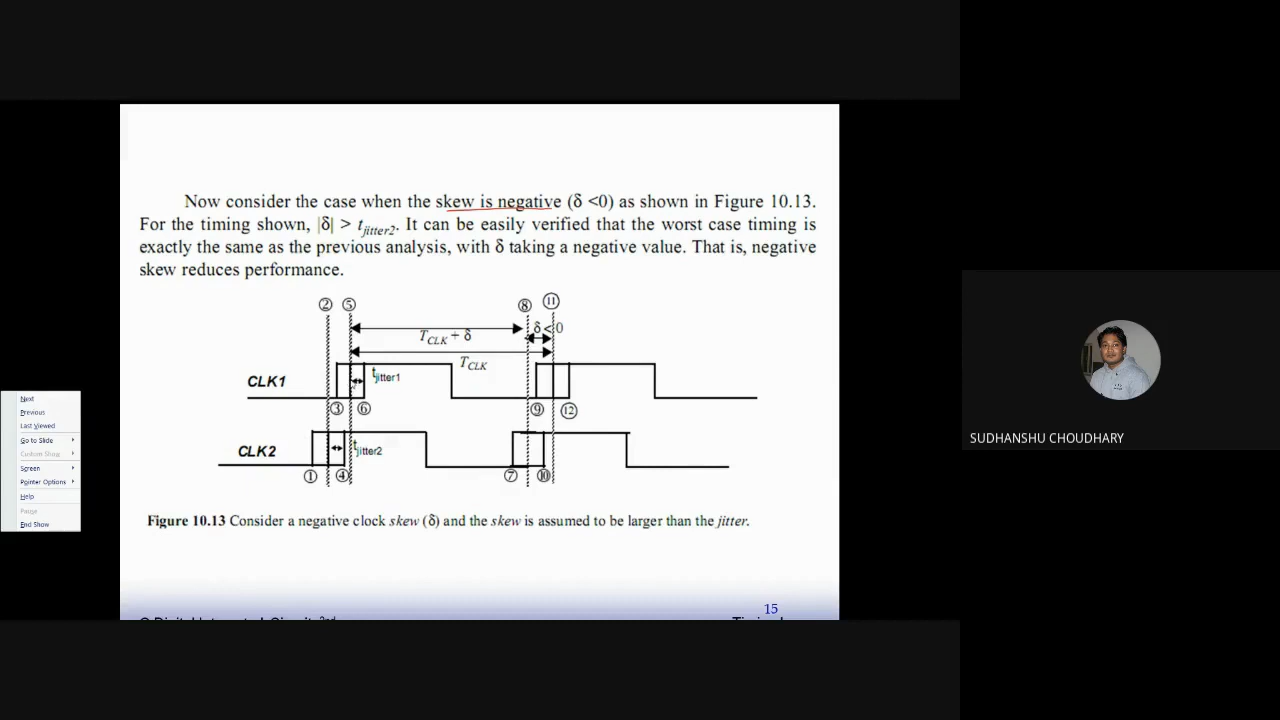 Now consider the case when the skew is negative (δ <0) as shown in Figure 10.13.
For the timing shown, |δ| > tjitter2. It can be easily verified that the worst case timing is
exactly the same as the previous analysis, with δ taking a negative value. That is, negative
skew reduces performance.
② ⑤ ⑧ ⑪
TCLK + δ δ < 0
TCLK
CLK1 tjitter1
③ ⑥ ⑨ ⑫
CLK2 tjitter2
① ④ ⑦ ⑩
Figure 10.13 Consider a negative clock skew (δ) and the skew is assumed to be larger than the jitter.
15
Next
Previous
Last Viewed
Go to Slide
Custom Show
Screen
Pointer Options
Help
Pause
End Show
SUDHANSHU CHOUDHARY